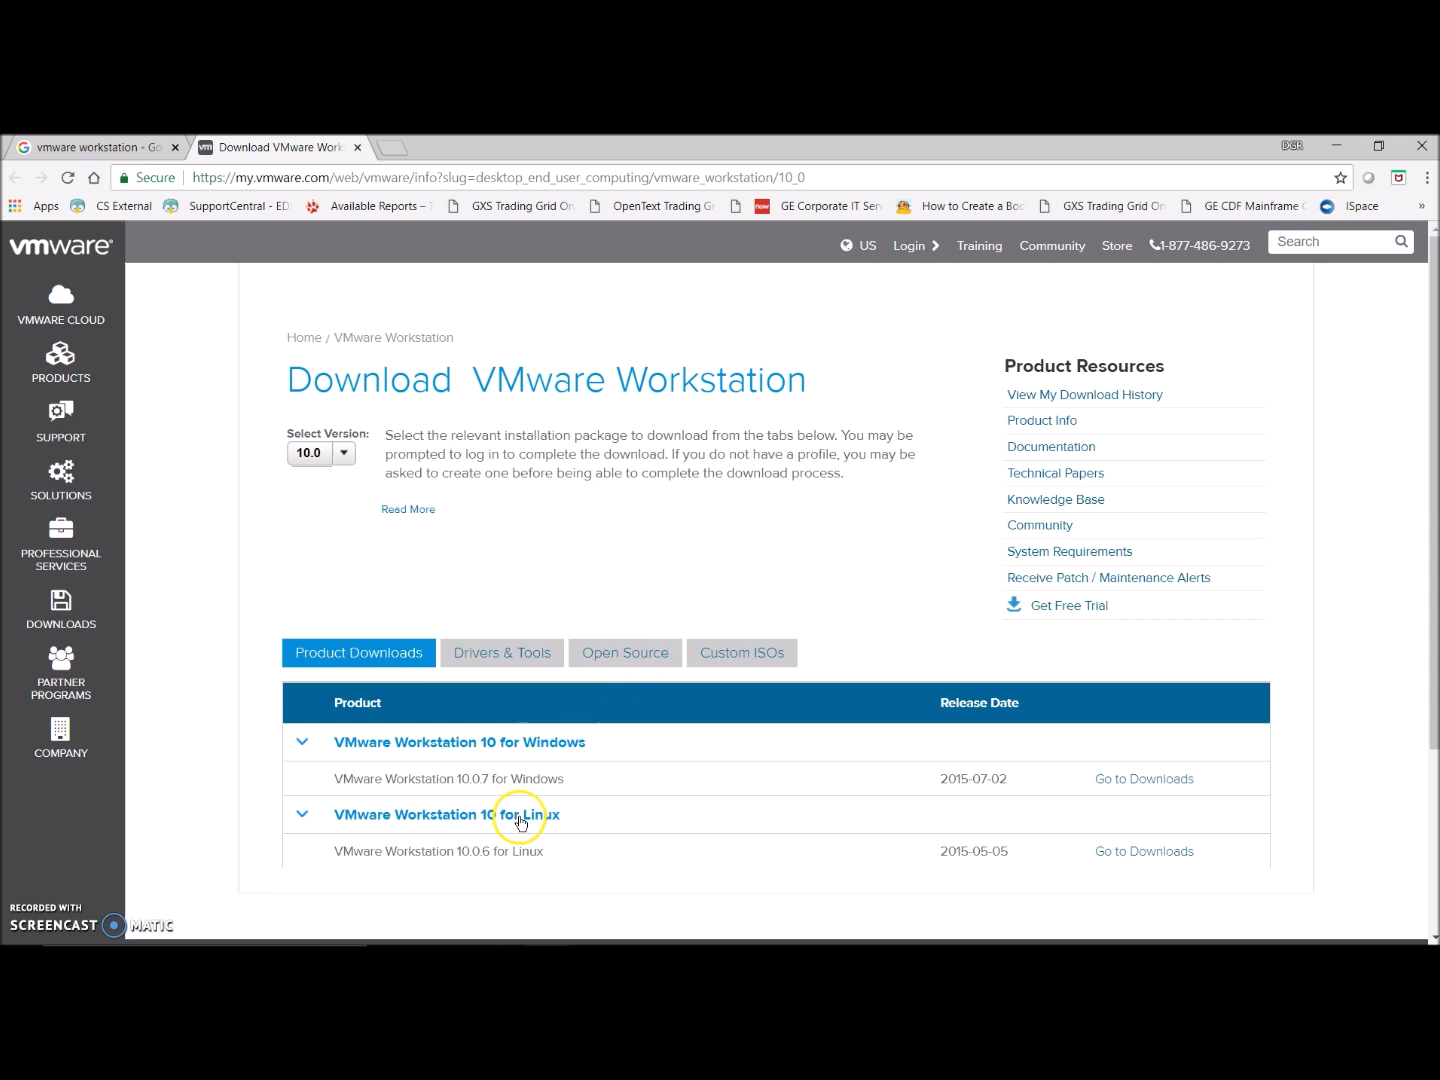 vmware workstation - Go
Download VMware Work
DGR
Secure https://my.vmware.com/web/vmware/info?slug=desktop_end_user_computing/vmware_workstation/10_0
Apps CS External SupportCentral - ED Available Reports - GXS Trading Grid On OpenText Trading Gr now GE Corporate IT Serv How to Create a Boo GXS Trading Grid On GE CDF Mainframe ISpace »
vmware
US Login Training Community Store 1-877-486-9273 Search
VMWARE CLOUD
PRODUCTS
SUPPORT
SOLUTIONS
PROFESSIONAL
SERVICES
DOWNLOADS
PARTNER
PROGRAMS
COMPANY
Home / VMware Workstation
Download VMware Workstation
Select Version:
10.0
Select the relevant installation package to download from the tabs below. You may be
prompted to log in to complete the download. If you do not have a profile, you may be
asked to create one before being able to complete the download process.
Read More
Product Resources
View My Download History
Product Info
Documentation
Technical Papers
Knowledge Base
Community
System Requirements
Receive Patch / Maintenance Alerts
Get Free Trial
Product Downloads Drivers & Tools Open Source Custom ISOs
Product Release Date
VMware Workstation 10 for Windows
VMware Workstation 10.0.7 for Windows 2015-07-02 Go to Downloads
VMware Workstation 10 for Linux
VMware Workstation 10.0.6 for Linux 2015-05-05 Go to Downloads
RECORDED WITH
SCREENCAST MATIC